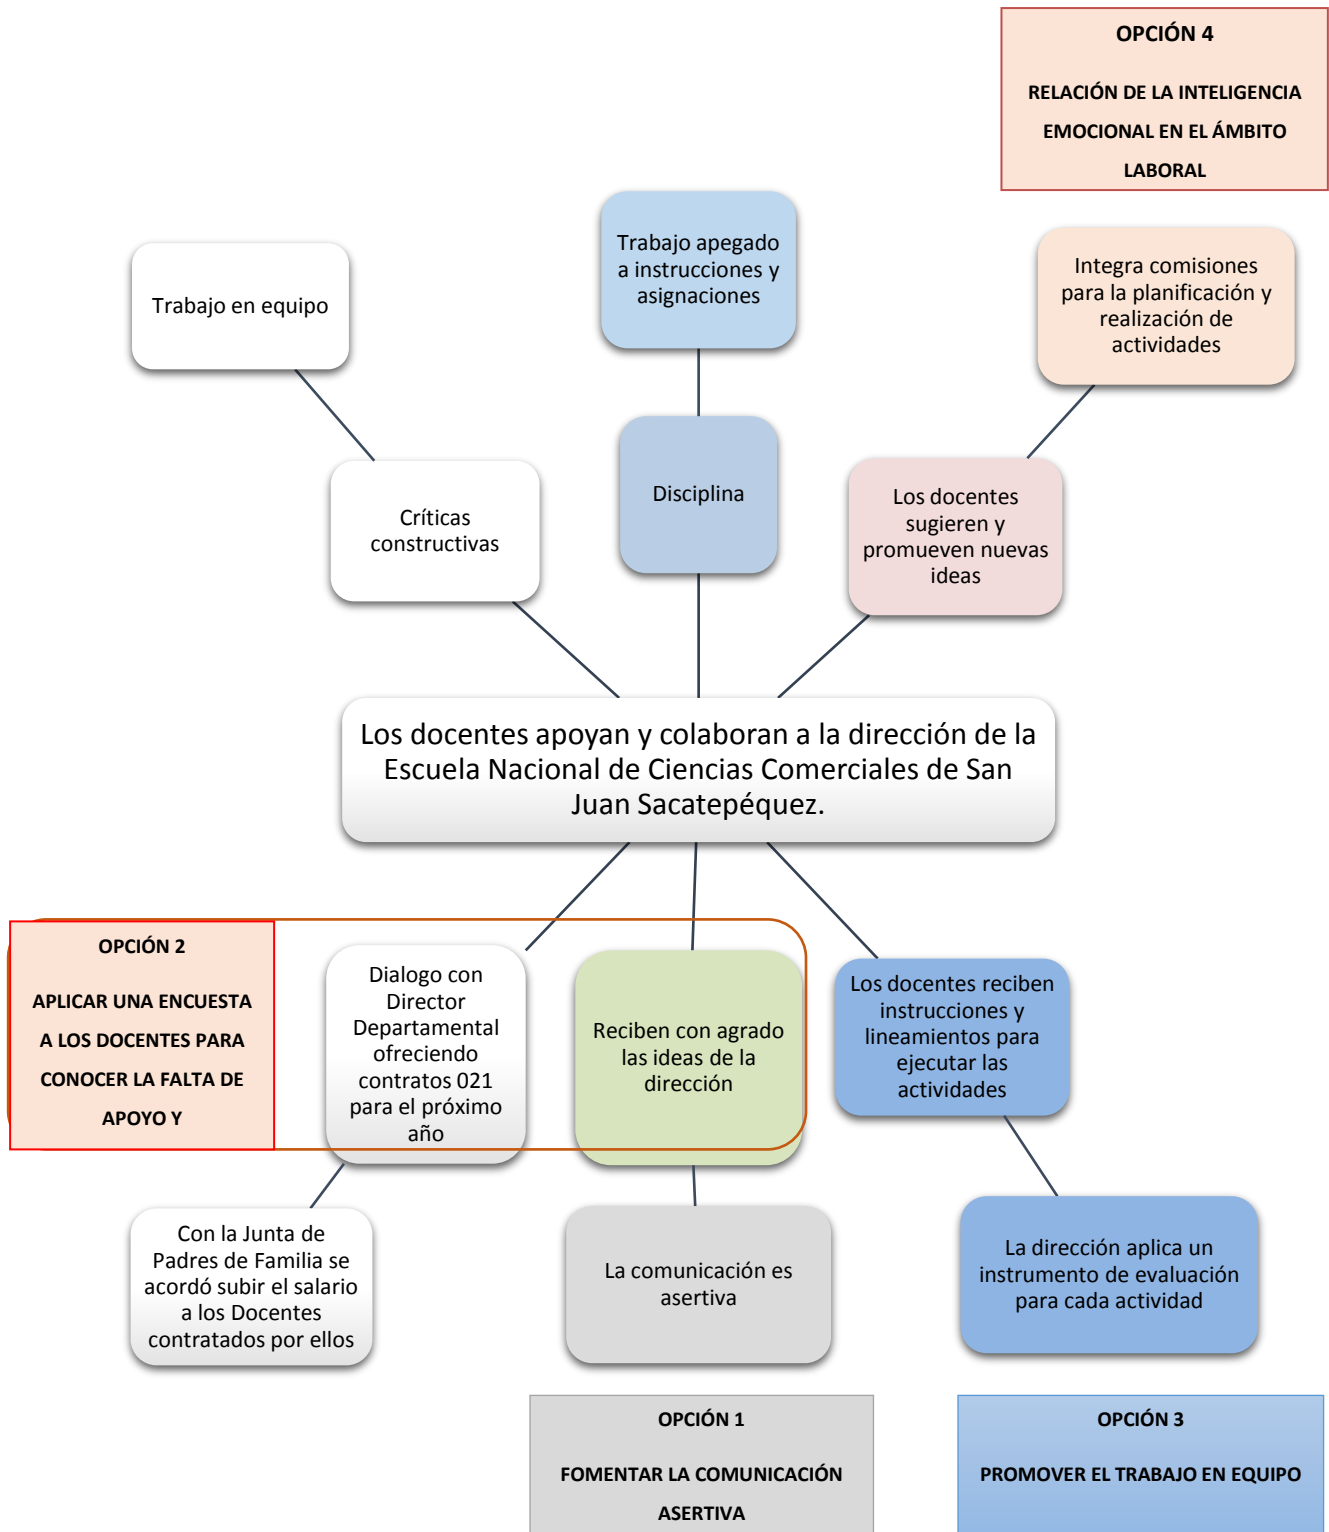 OPCIÓN 4
RELACIÓN DE LA INTELIGENCIA
EMOCIONAL EN EL ÁMBITO
LABORAL
Trabajo en equipo
Trabajo apegado
a instrucciones y
asignaciones
Integra comisiones
para la planificación y
realización de
actividades
Críticas
constructivas
Disciplina
Los docentes
sugieren y
promueven nuevas
ideas
Los docentes apoyan y colaboran a la dirección de la
Escuela Nacional de Ciencias Comerciales de San
Juan Sacatepéquez.
OPCIÓN 2
APLICAR UNA ENCUESTA
A LOS DOCENTES PARA
CONOCER LA FALTA DE
APOYO Y
Dialogo con
Director
Departamental
ofreciendo
contratos 021
para el próximo
año
Reciben con agrado
las ideas de la
dirección
Los docentes reciben
instrucciones y
lineamientos para
ejecutar las
actividades
Con la Junta de
Padres de Familia se
acordó subir el salario
a los Docentes
contratados por ellos
La comunicación es
asertiva
La dirección aplica un
instrumento de evaluación
para cada actividad
OPCIÓN 1
FOMENTAR LA COMUNICACIÓN
ASERTIVA
OPCIÓN 3
PROMOVER EL TRABAJO EN EQUIPO